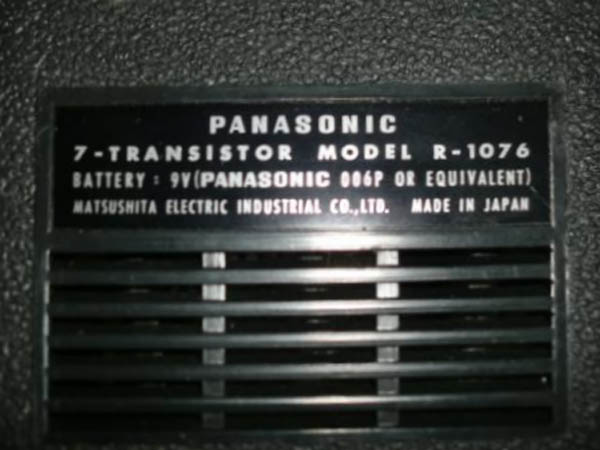 PANASONIC
7-TRANSISTOR MODEL R-1076
BATTERY: 9V(PANASONIC 006P OR EQUIVALENT)
MATSUSHITA ELECTRIC INDUSTRIAL CO.,LTD. MADE IN JAPAN